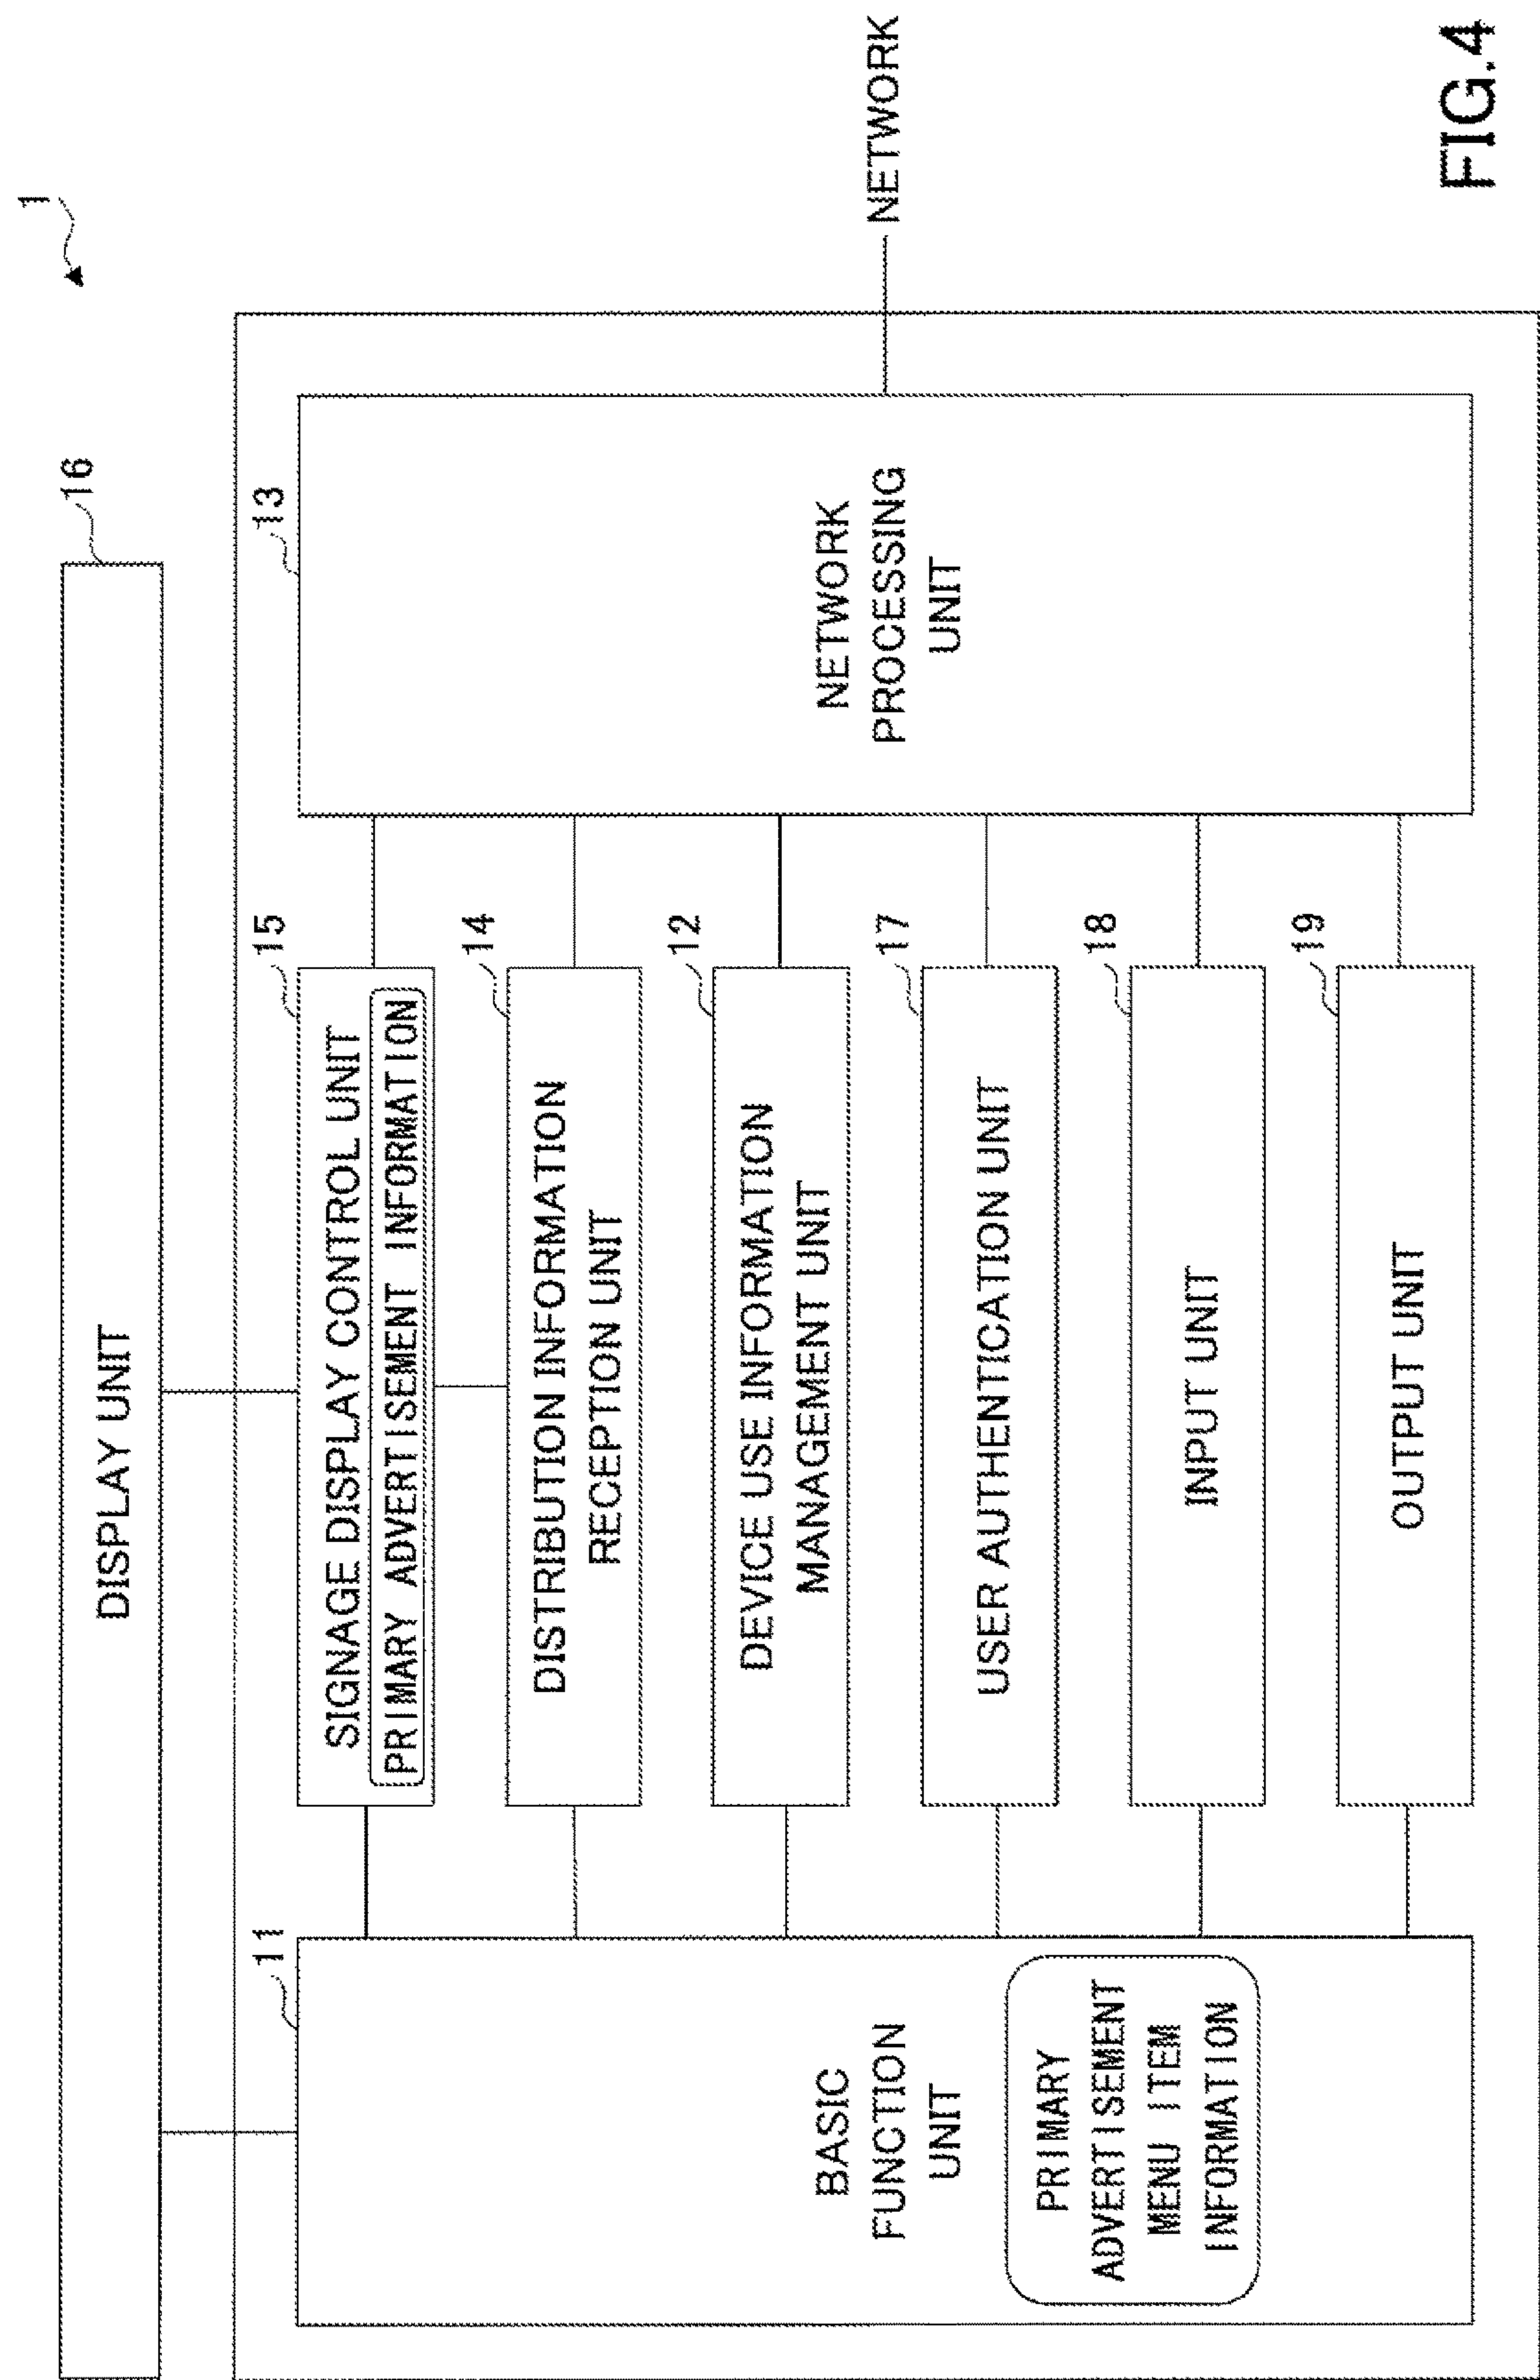 1
DISPLAY UNIT
16
11
BASIC
FUNCTION
UNIT
PRIMARY
ADVERTISEMENT
MENU ITEM
INFORMATION
15
SIGNAGE DISPLAY CONTROL UNIT
PRIMARY ADVERTISEMENT INFORMATION
14
DISTRIBUTION INFORMATION
RECEPTION UNIT
12
DEVICE USE INFORMATION
MANAGEMENT UNIT
17
USER AUTHENTICATION UNIT
18
INPUT UNIT
19
OUTPUT UNIT
13
NETWORK
PROCESSING
UNIT
NETWORK
FIG.4